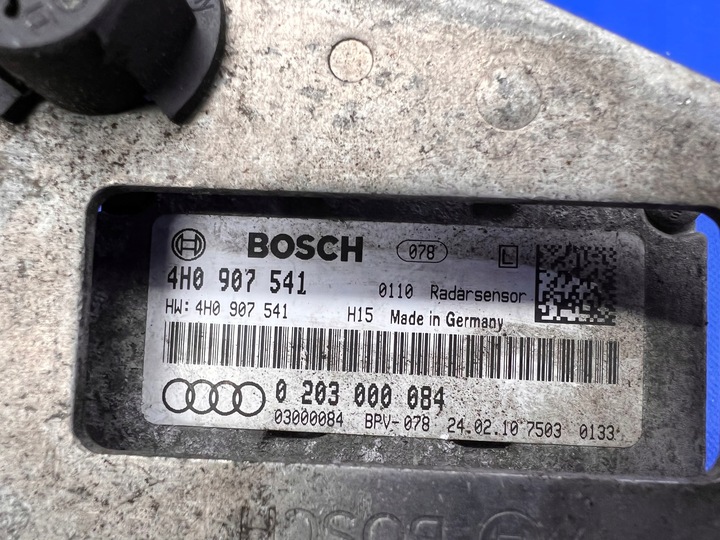 BOSCH 078 L
4H0 907 541 0110 Radarsensor
HW: 4H0 907 541 H15 Made in Germany
0 203 000 084
03000084 BPV-078 24.02.10 7503 0133
BOSCH